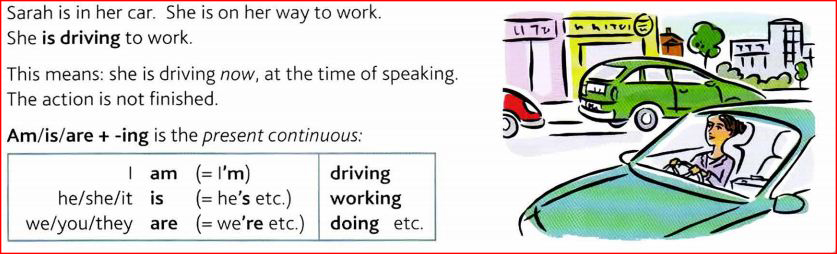 Sarah is in her car. She is on her way to work.
She is driving to work.
This means: she is driving now, at the time of speaking.
The action is not finished.
Am/is/are + -ing is the present continuous:
I am (= I'm) driving
he/she/it is (= he's etc.) working
we/you/they are (= we're etc.) doing etc.